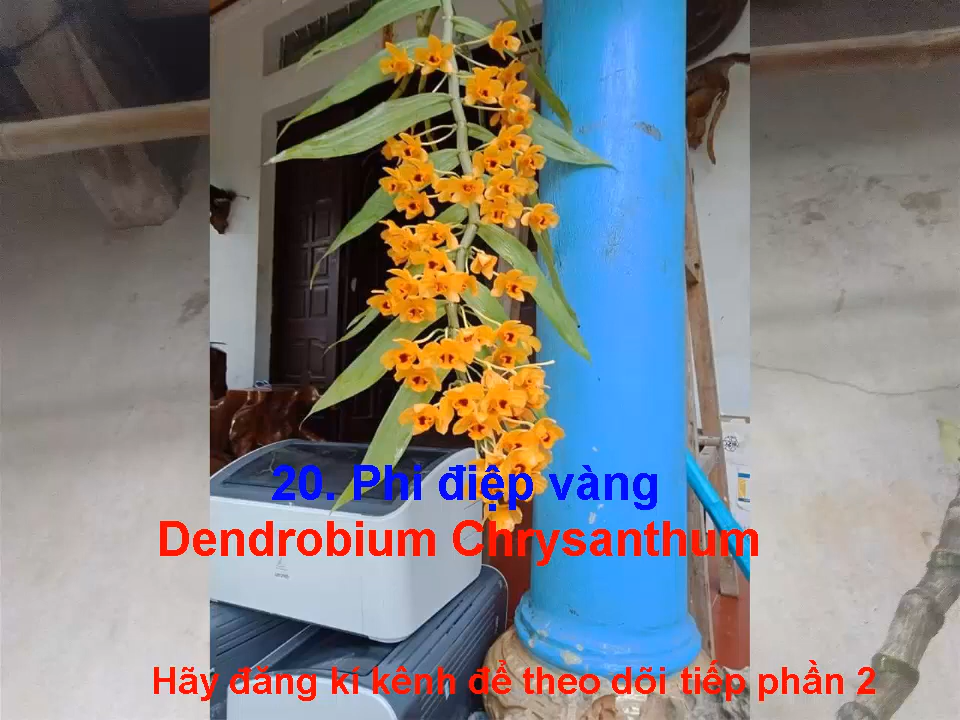 20. Phi điệp vàng
Dendrobium Chrysanthum
Hãy đăng kí kênh để theo dõi tiếp phần 2